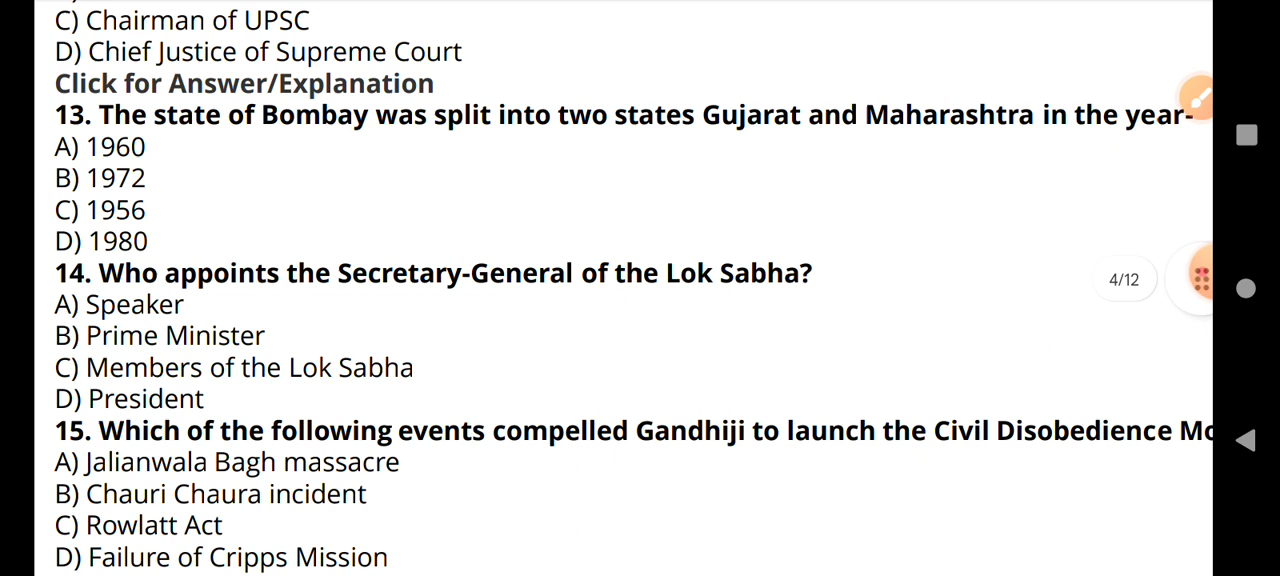 C) Chairman of UPSC
D) Chief Justice of Supreme Court
Click for Answer/Explanation
13. The state of Bombay was split into two states Gujarat and Maharashtra in the year-
A) 1960
B) 1972
C) 1956
D) 1980
14. Who appoints the Secretary-General of the Lok Sabha?
4/12
A) Speaker
B) Prime Minister
C) Members of the Lok Sabha
D) President
15. Which of the following events compelled Gandhiji to launch the Civil Disobedience
A) Jalianwala Bagh massacre
B) Chauri Chaura incident
C) Rowlatt Act
D) Failure of Cripps Mission